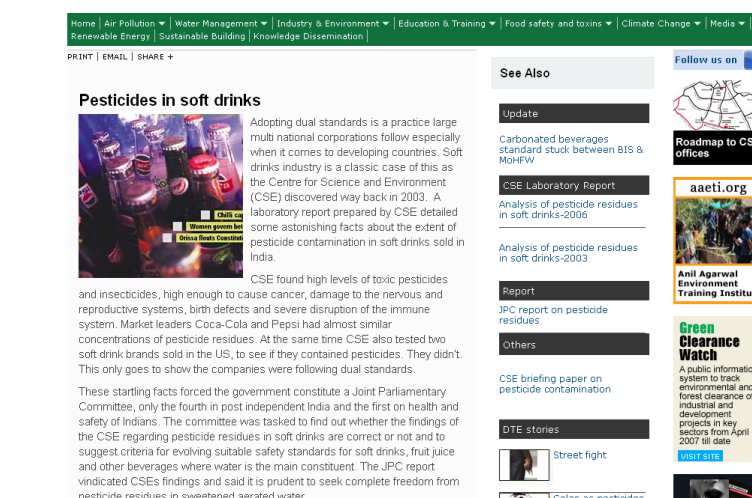 Home | Air Pollution | Water Management | Industry & Environment | Education & Training | Food safety and toxins | Climate Change | Media |
Renewable Energy | Sustainable Building | Knowledge Dissemination |
PRINT | EMAIL | SHARE +
Pesticides in soft drinks
Adopting dual standards is a practice large
multi national corporations follow especially
when it comes to developing countries. Soft
drinks industry is a classic case of this as
the Centre for Science and Environment
(CSE) discovered way back in 2003. A
laboratory report prepared by CSE detailed
some astonishing facts about the extent of
pesticide contamination in soft drinks sold in
India.
Chilli cap
Women govern bet
Orissa flouts Constituti
CSE found high levels of toxic pesticides
and insecticides, high enough to cause cancer, damage to the nervous and
reproductive systems, birth defects and severe disruption of the immune
system. Market leaders Coca-Cola and Pepsi had almost similar
concentrations of pesticide residues. At the same time CSE also tested two
soft drink brands sold in the US, to see if they contained pesticides. They didn't.
This only goes to show the companies were following dual standards.
These startling facts forced the government constitute a Joint Parliamentary
Committee, only the fourth in post independent India and the first on health and
safety of Indians. The committee was tasked to find out whether the findings of
the CSE regarding pesticide residues in soft drinks are correct or not and to
suggest criteria for evolving suitable safety standards for soft drinks, fruit juice
and other beverages where water is the main constituent. The JPC report
vindicated CSEs findings and said it is prudent to seek complete freedom from
pesticide residues in sweetened aerated water.
See Also
Update
Carbonated beverages
standard stuck between BIS &
MoHFW
CSE Laboratory Report
Analysis of pesticide residues
in soft drinks-2006
Analysis of pesticide residues
in soft drinks-2003
Report
JPC report on pesticide
residues
Others
CSE briefing paper on
pesticide contamination
DTE stories
Street fight
Colas as pesticides
Follow us on
Roadmap to CS
offices
aaeti.org
Anil Agarwal
Environment
Training Institu
Green
Clearance
Watch
A public informatio
system to track
environmental and
forest clearance of
industrial and
development
projects in key
sectors from April
2007 till date
VISIT SITE